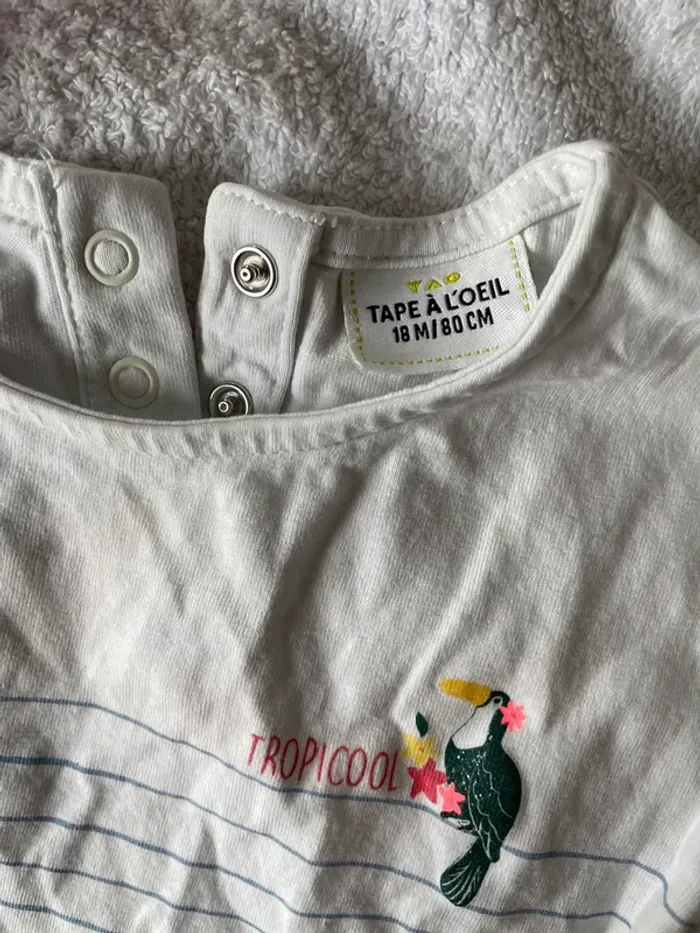 TAO
TAPE À L'OEIL
18 M/80 CM
TROPICOOL